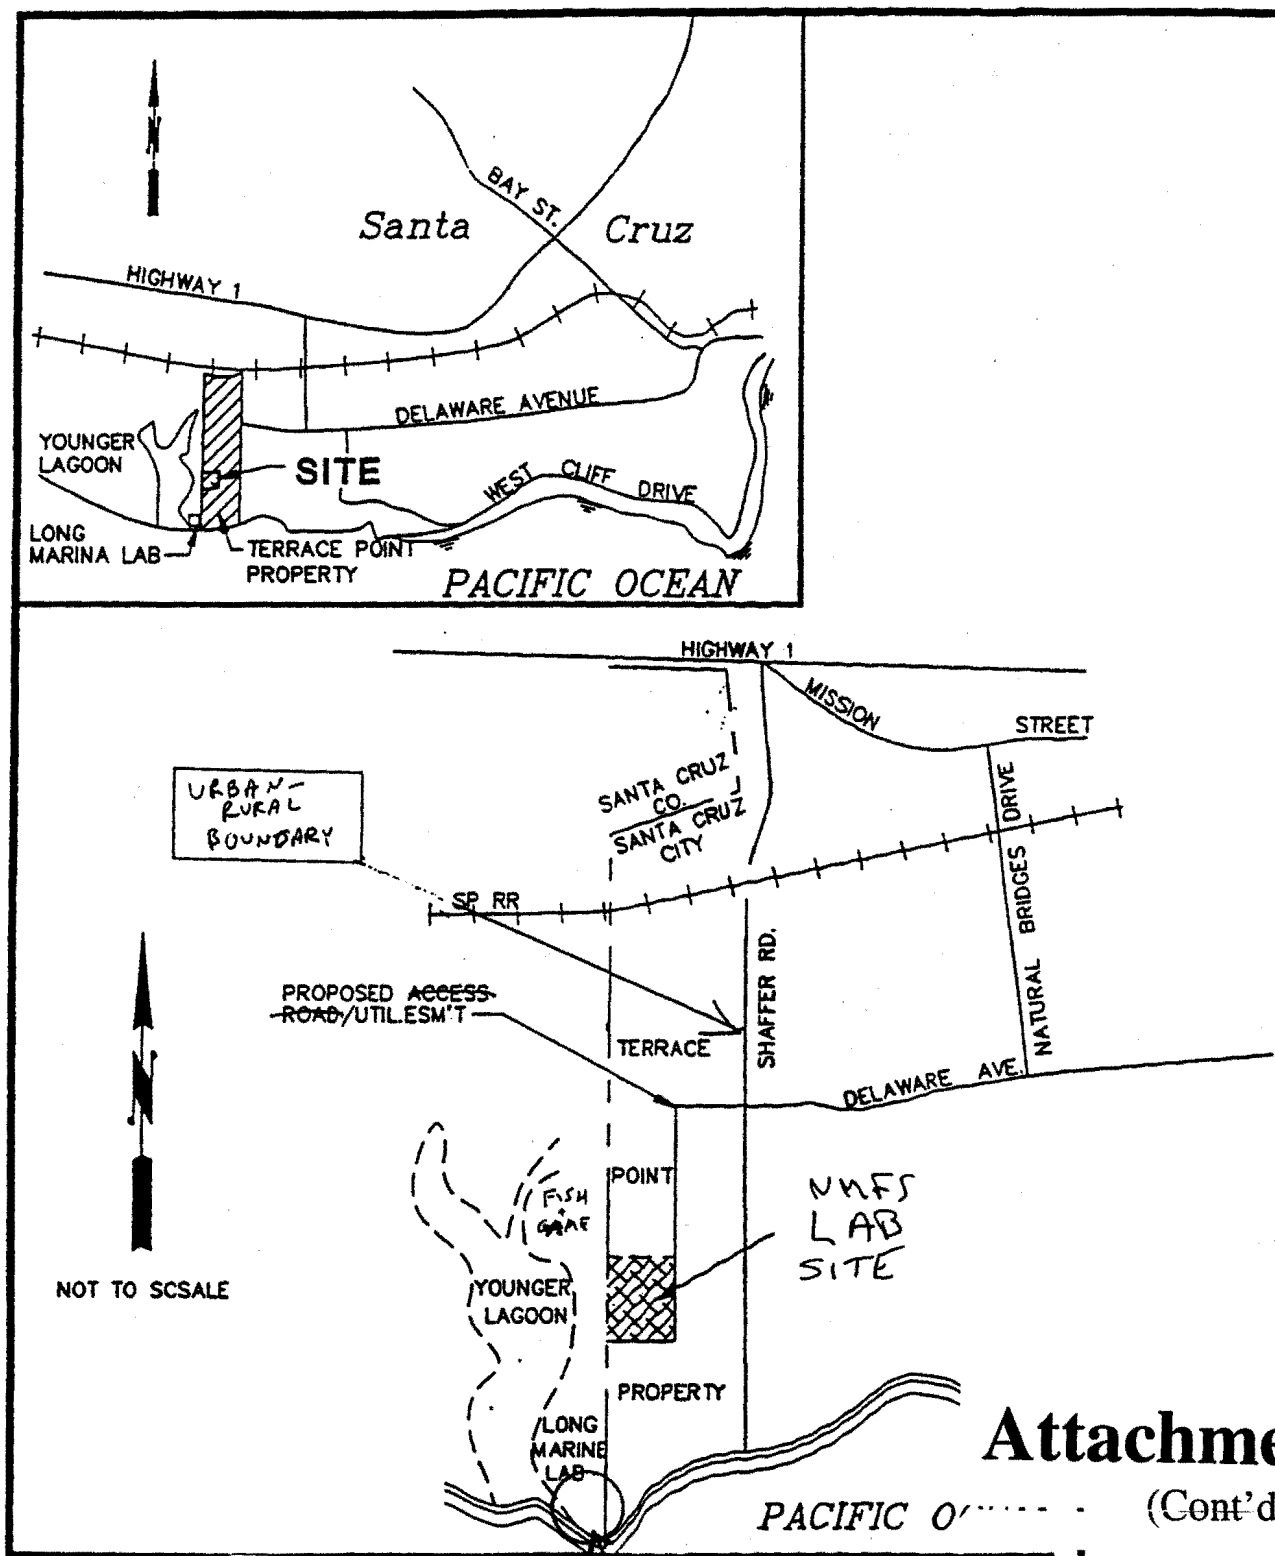 N
BAY ST.
Santa Cruz
HIGHWAY 1
DELAWARE AVENUE
YOUNGER
LAGOON
SITE
WEST CLIFF DRIVE
LONG
MARINA LAB
TERRACE POINT
PROPERTY
PACIFIC OCEAN
HIGHWAY 1
MISSION STREET
SANTA CRUZ
CO.
SANTA CRUZ
CITY
URBAN-
RURAL
BOUNDARY
NATURAL BRIDGES DRIVE
SP RR
SHAFFER RD.
PROPOSED ACCESS
ROAD/UTIL.ESM'T
TERRACE
DELAWARE AVE.
N
POINT
FISH
+
GAME
NMFS
LAB
SITE
NOT TO SCSALE
YOUNGER
LAGOON
PROPERTY
LONG
MARINE
LAB
Attachme
PACIFIC O
(Cont'd